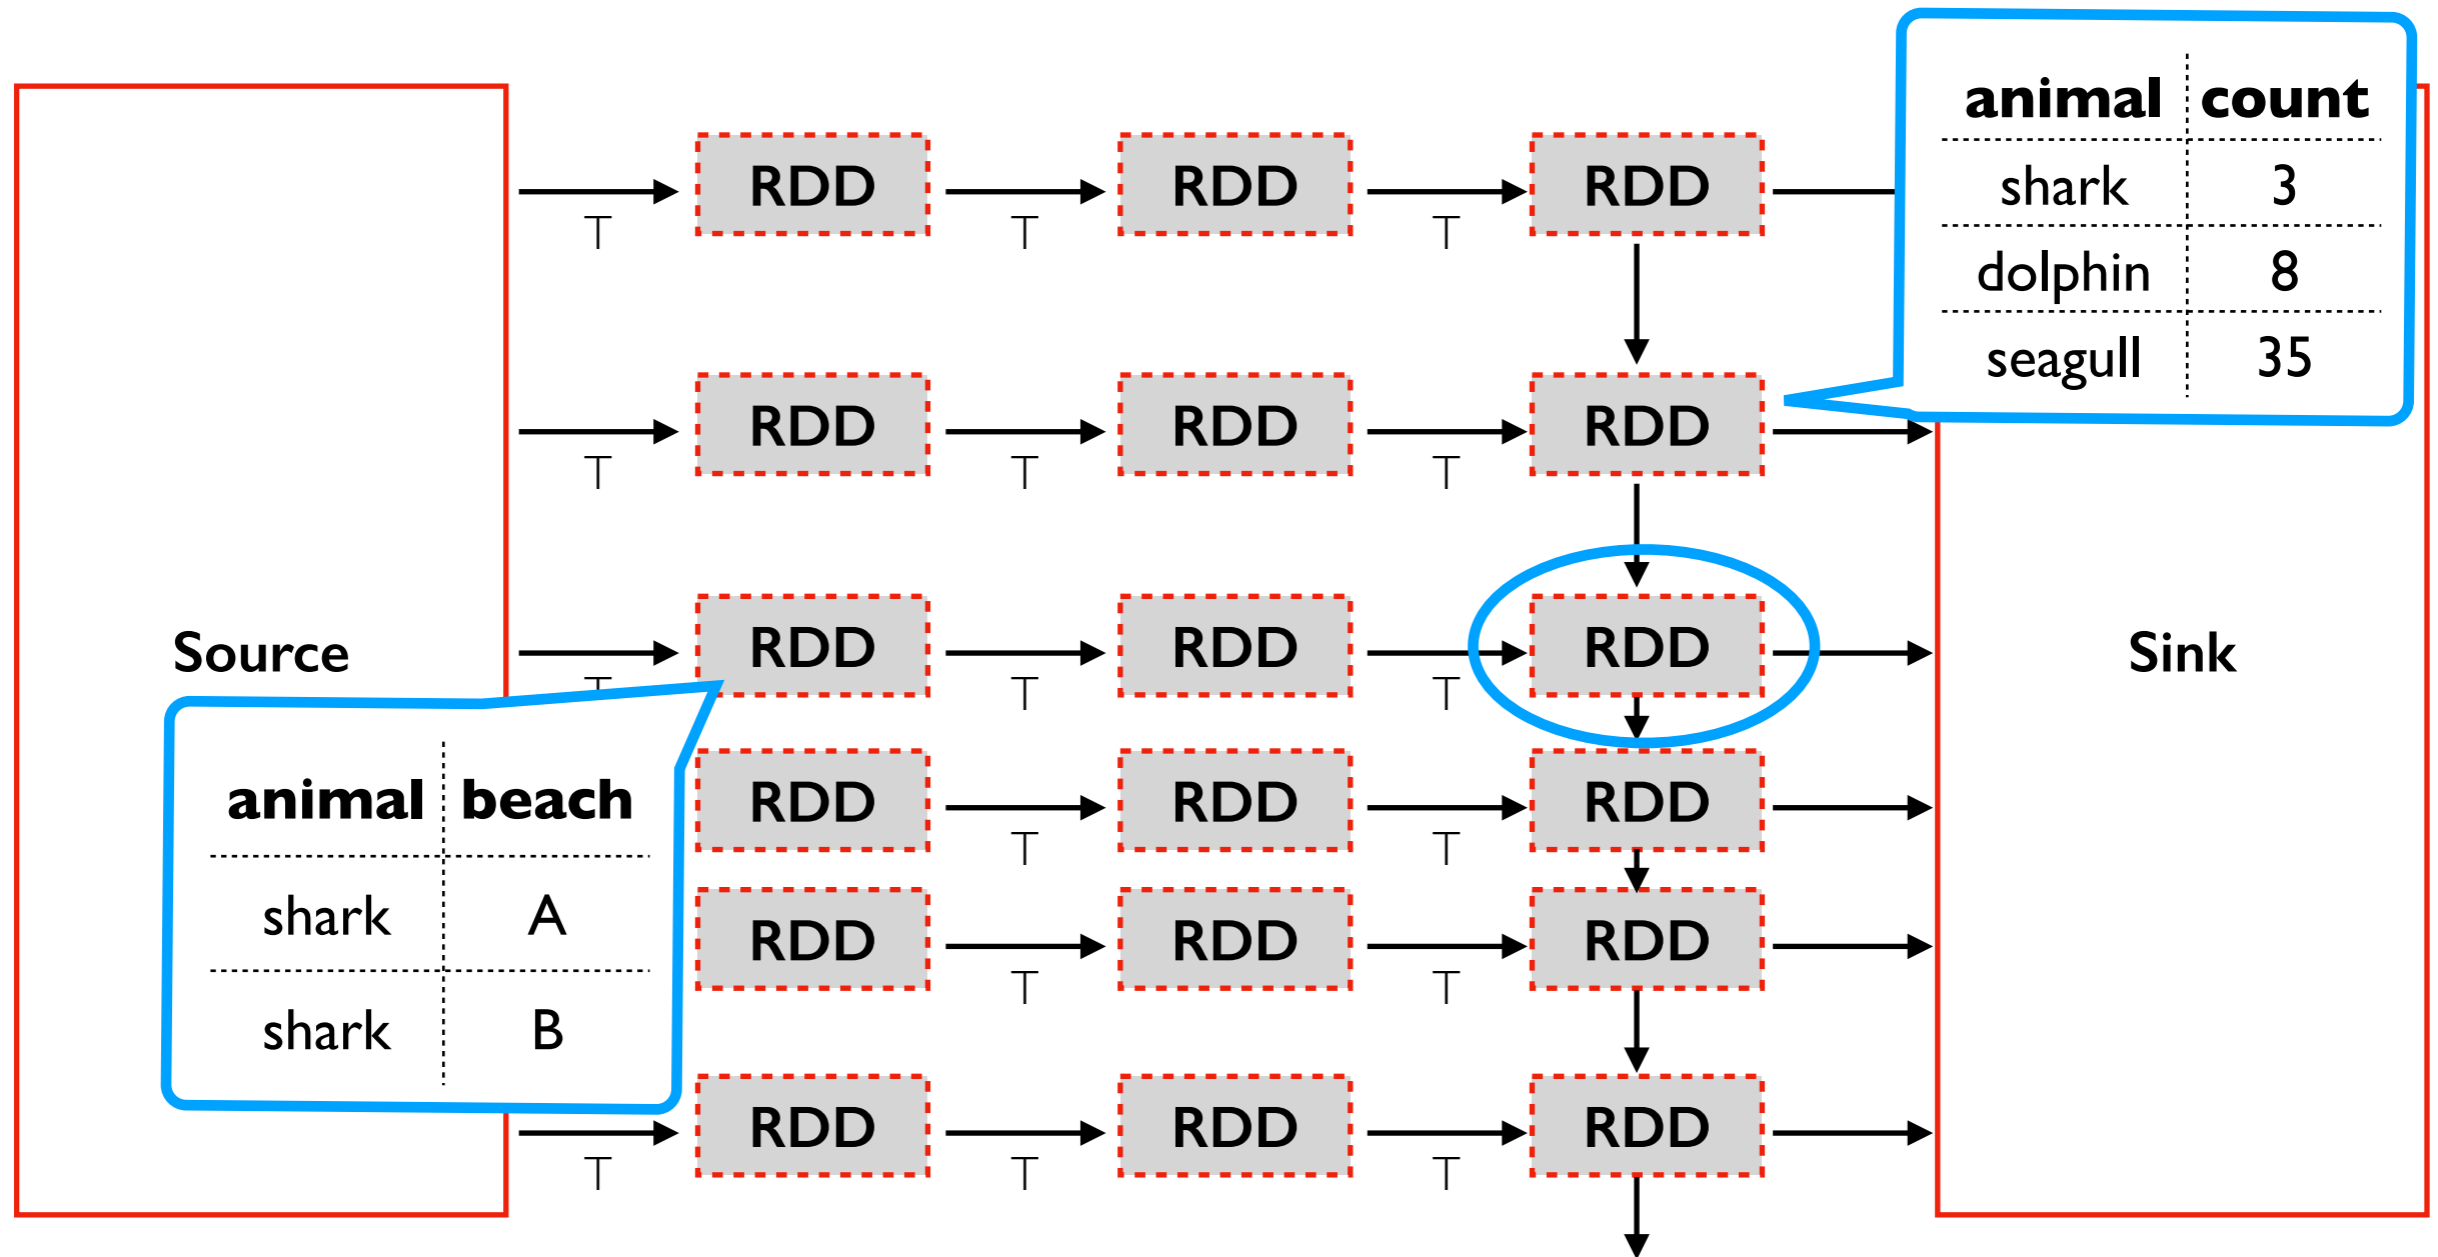 animal count
shark 3
dolphin 8
seagull 35
RDD RDD RDD
T T T
RDD RDD RDD
T T T
Source RDD RDD RDD Sink
T T T
animal beach
shark A
shark B
RDD RDD RDD
T T
RDD RDD RDD
T T
RDD RDD RDD
T T T